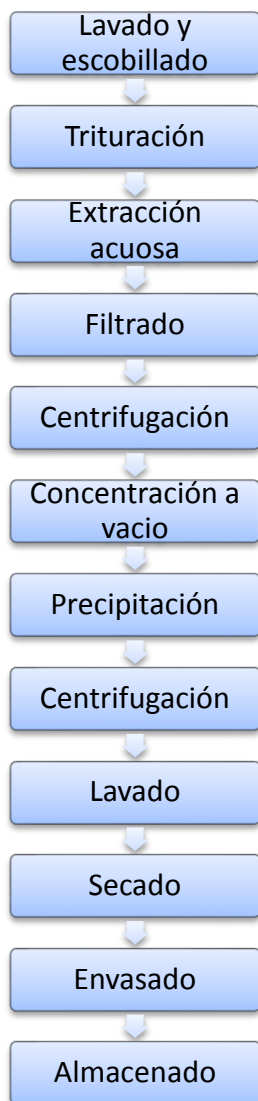 Lavado y
escobillado
Trituración
Extracción
acuosa
Filtrado
Centrifugación
Concentración a
vacio
Precipitación
Centrifugación
Lavado
Secado
Envasado
Almacenado